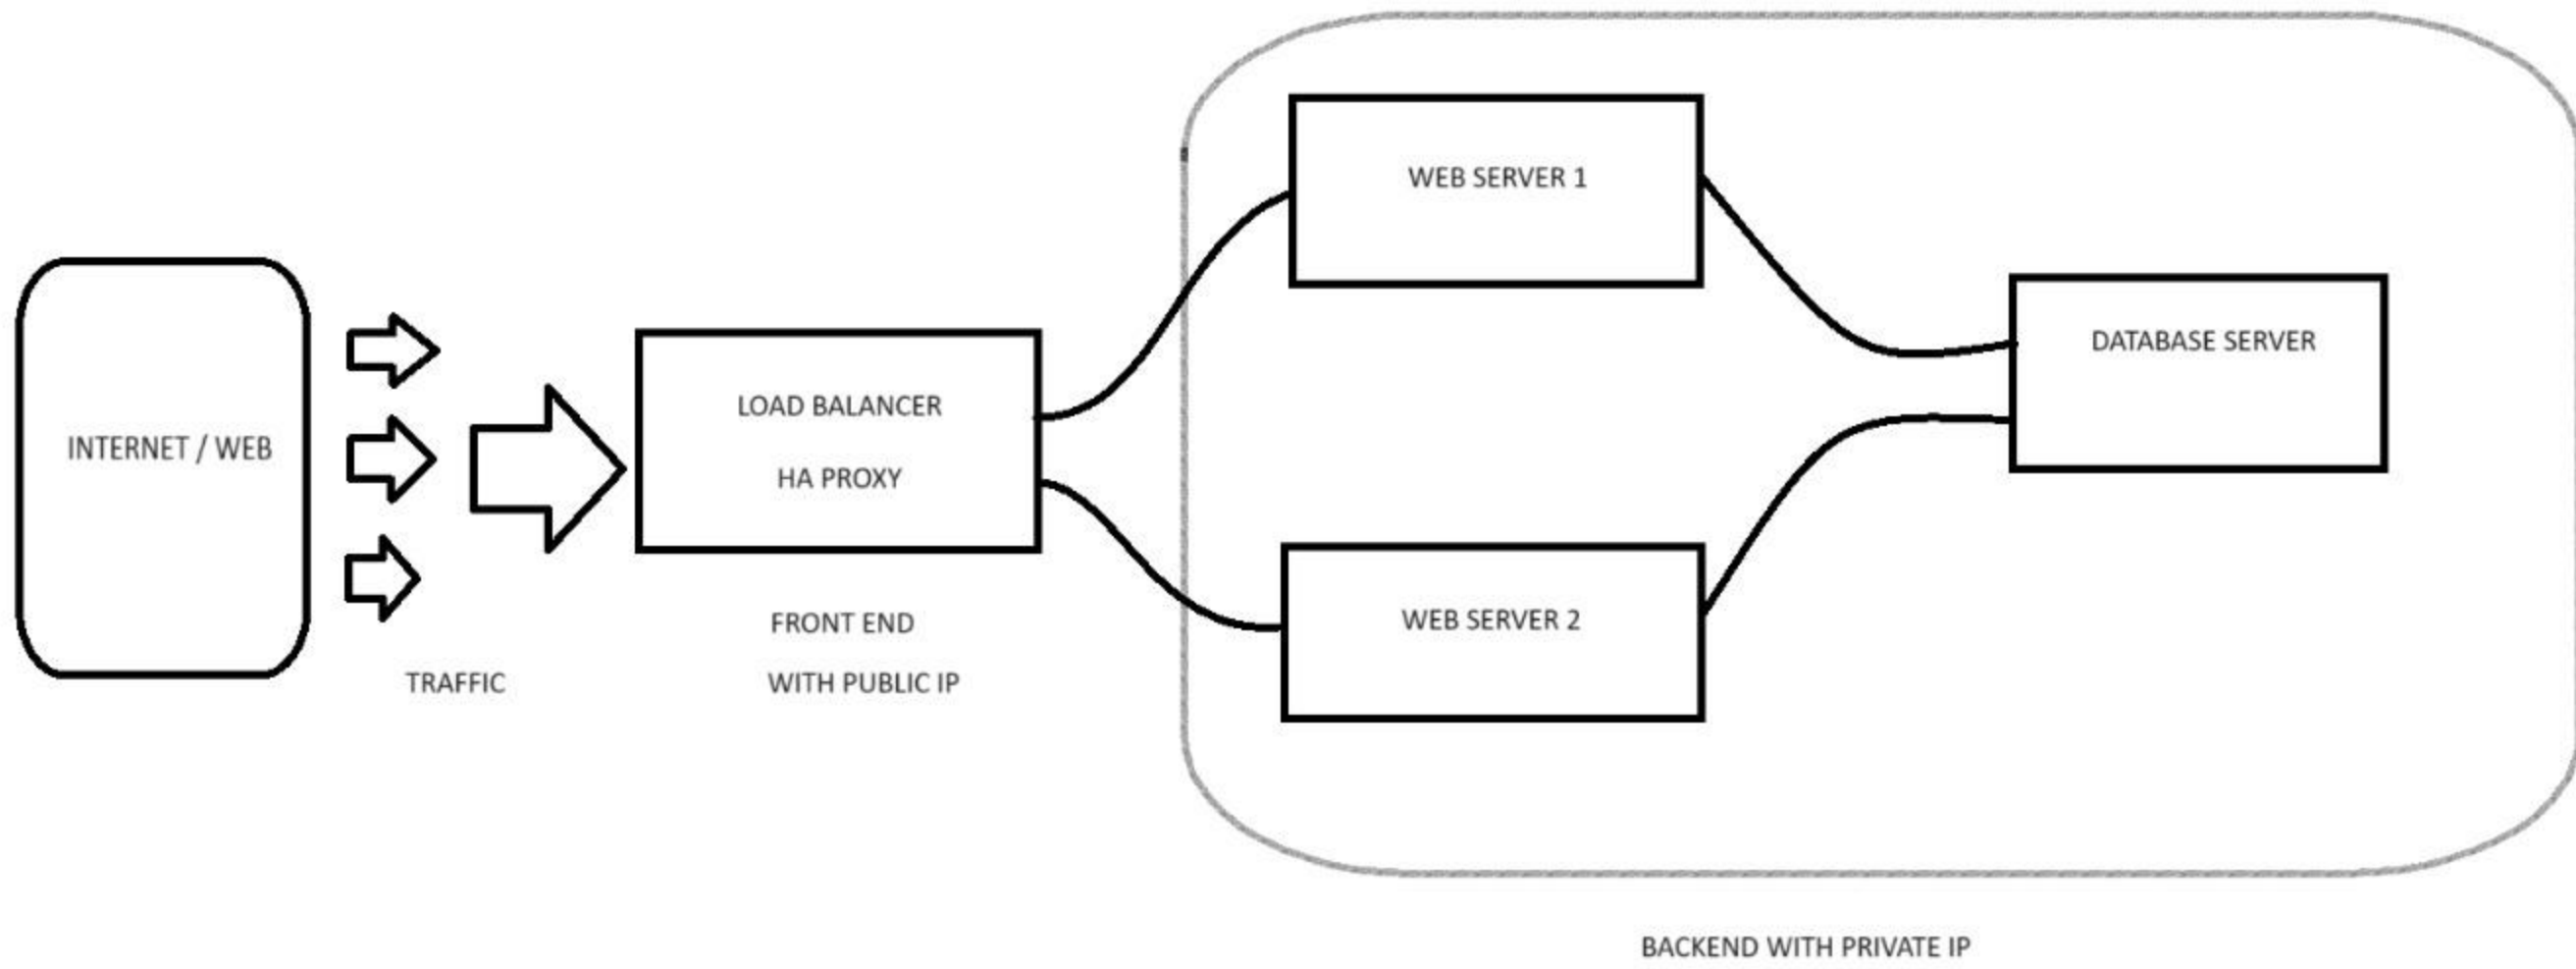 INTERNET / WEB
TRAFFIC
LOAD BALANCER
HA PROXY
FRONT END
WITH PUBLIC IP
WEB SERVER 1
WEB SERVER 2
DATABASE SERVER
BACKEND WITH PRIVATE IP